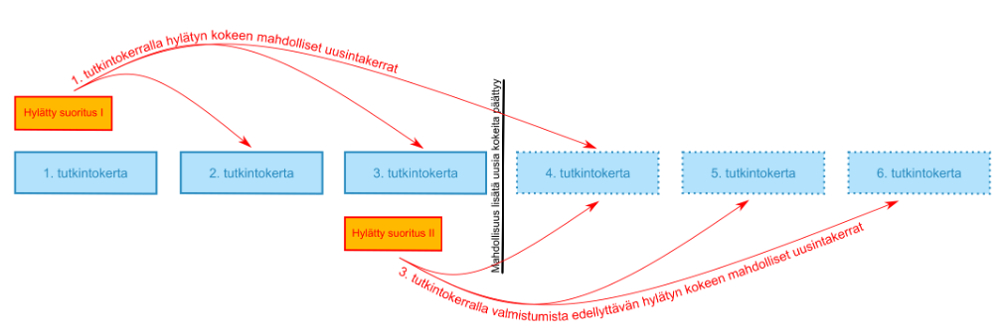 1. tutkintokerralla hylätyn kokeen mahdolliset uusintakerrat
Hylätty suoritus I
1. tutkintokerta
2. tutkintokerta
3. tutkintokerta
Mahdollisuus lisätä uusia kokeita päättyy
4. tutkintokerta
5. tutkintokerta
6. tutkintokerta
Hylätty suoritus II
3. tutkintokerralla valmistumista edellyttävän hylätyn kokeen mahdolliset uusintakerrat